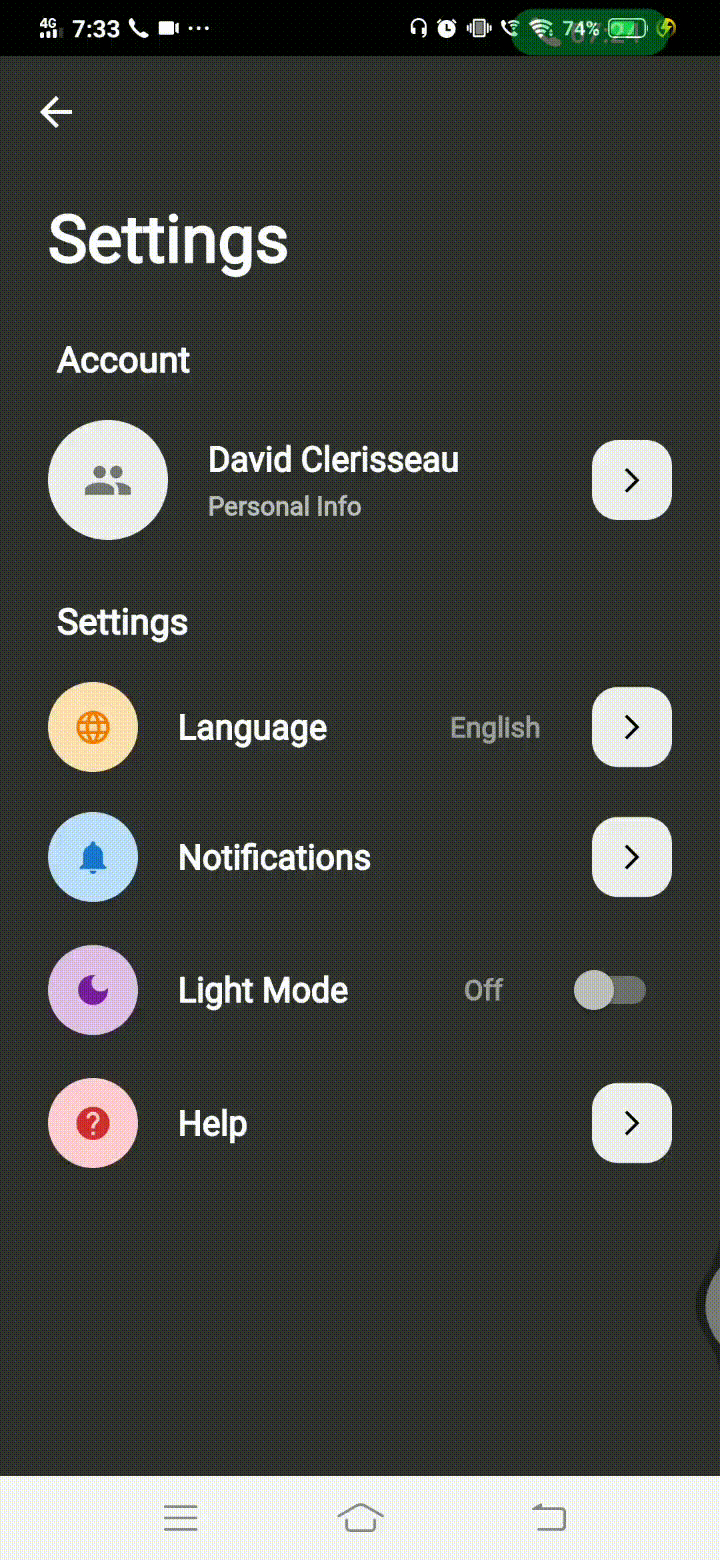 4G 7:33 74%
Settings
Account
David Clerisseau
Personal Info
Settings
Language English
Notifications
Light Mode Off
Help